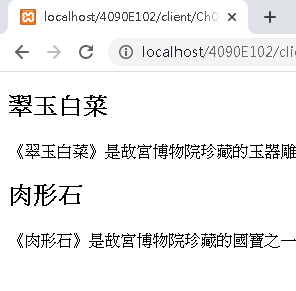 localhost/4090E102/client/Ch0
localhost/4090E102/cli
翠玉白菜
《翠玉白菜》是故宮博物院珍藏的玉器雕
肉形石
《肉形石》是故宮博物院珍藏的國寶之一